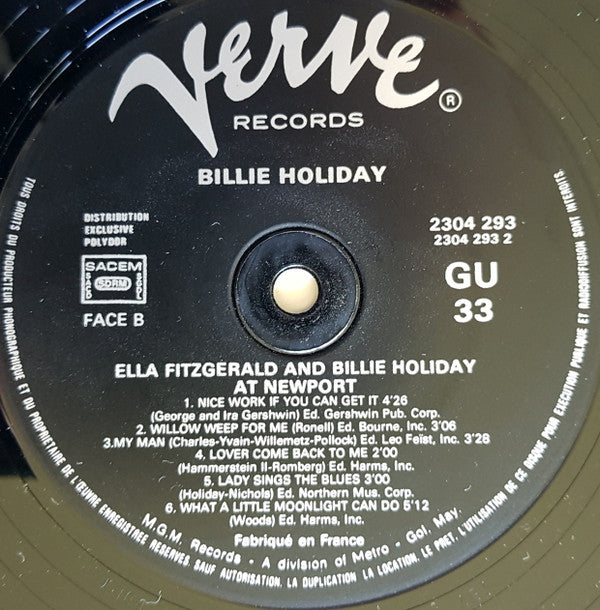 Verve ®
RECORDS
BILLIE HOLIDAY
DISTRIBUTION
EXCLUSIVE
POLYDOR
SACEM
SACD SDRM SGDL
FACE B
2304 293
2304 293 2
GU
33
ELLA FITZGERALD AND BILLIE HOLIDAY
AT NEWPORT
1. NICE WORK IF YOU CAN GET IT 4'26
(George and Ira Gershwin) Ed. Gershwin Pub. Corp.
2. WILLOW WEEP FOR ME (Ronell) Ed. Bourne, Inc. 3'06
3.MY MAN (Charles-Yvain-Willemetz-Pollock) Ed. Leo Feïst, Inc. 3'28
4. LOVER COME BACK TO ME 2'00
(Hammerstein II-Romberg) Ed. Harms, Inc.
5. LADY SINGS THE BLUES 3'00
(Holiday-Nichols) Ed. Northern Mus. Corp.
6. WHAT A LITTLE MOONLIGHT CAN DO 5'12
(Woods) Ed. Harms, Inc.
Fabriqué en France
M.G.M. Records - A division of Metro - Gol. May.
TOUS DROITS DU PRODUCTEUR PHONOGRAPHIQUE ET DU PROPRIETAIRE DE L'ŒUVRE ENREGISTREE RESERVES. SAUF AUTORISATION. LA DUPLICATION LA LOCATION. LE PRET, L'UTILISATION DE CE DISQUE POUR EXECUTION PUBLIQUE ET RADIODIFFUSION SONT INTERDITS